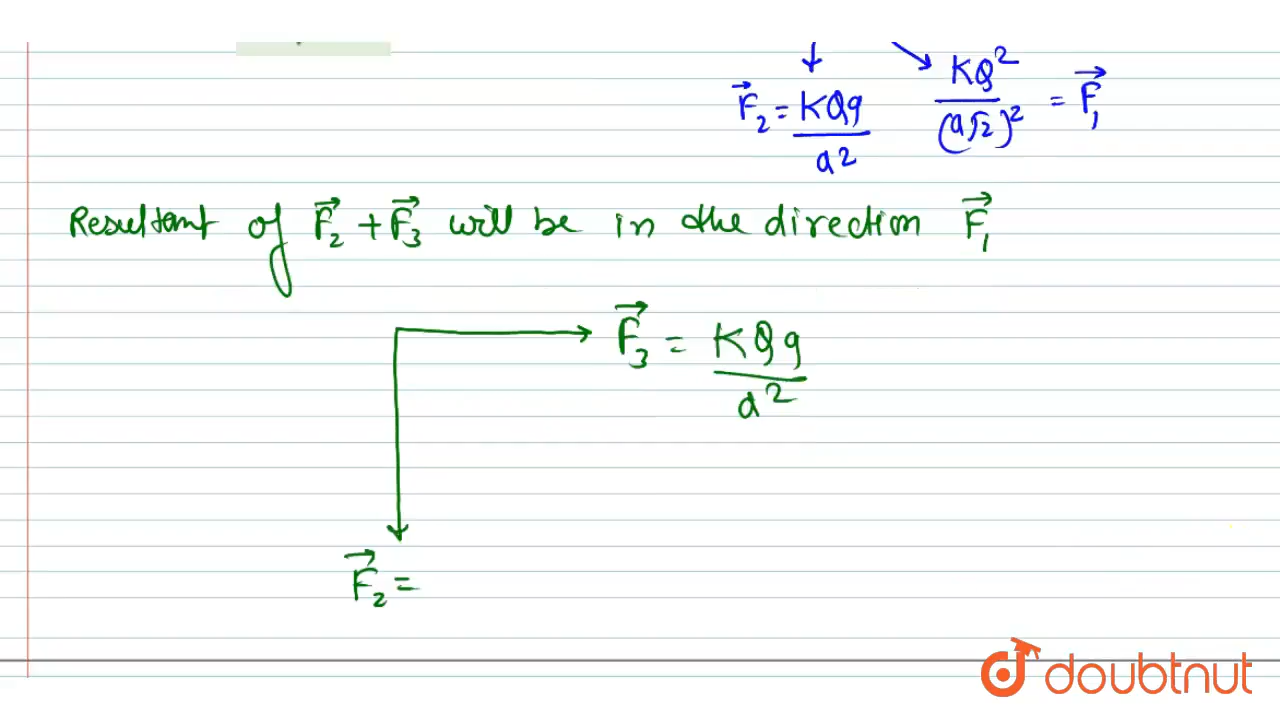 F⃗₂ = KQq/a² KQ²/(a√2)² = F⃗₁
Resultant of F⃗₂ + F⃗₃ will be in the direction F⃗₁
F⃗₃ = KQq/a²
F⃗₂ =
doubtnut